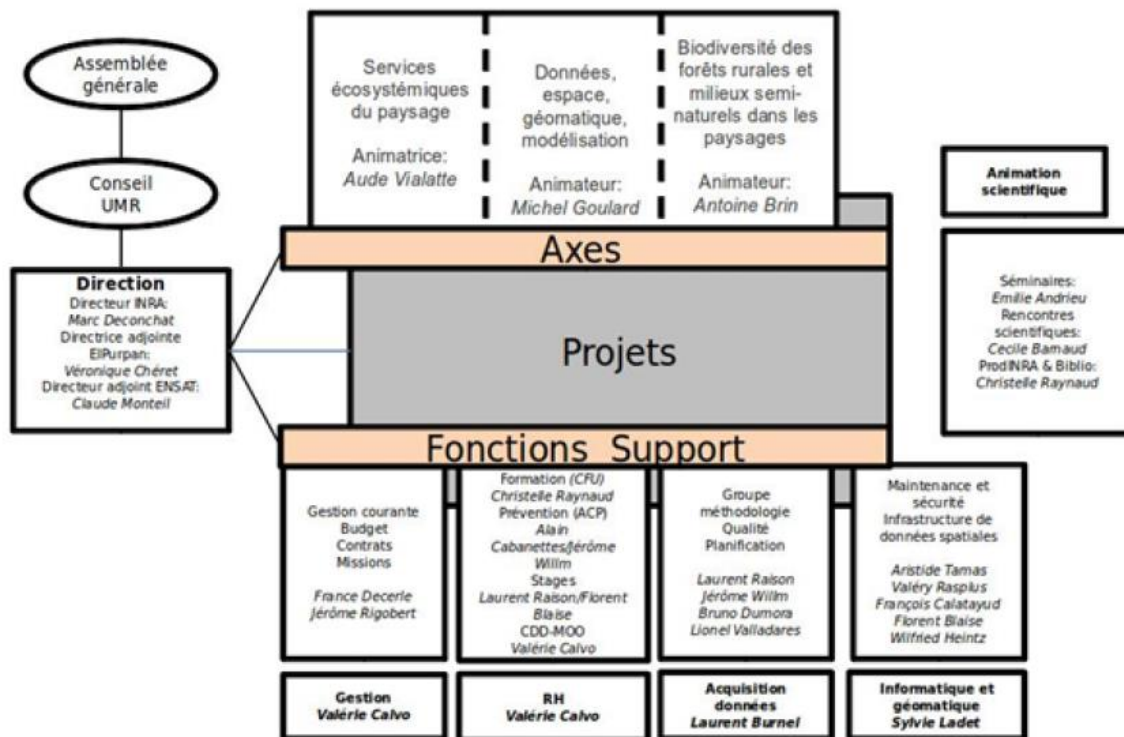 Assemblée
générale
Conseil
UMR
Direction
Directeur INRA:
Marc Deconchat
Directrice adjointe
EIPurpan:
Véronique Chéret
Directeur adjoint ENSAT:
Claude Monteil
Services
écosystémiques
du paysage
Animatrice:
Aude Vialatte
Données,
espace,
géomatique,
modélisation
Animateur:
Michel Goulard
Biodiversité des
forêts rurales et
milieux semi-
naturels dans les
paysages
Animateur:
Antoine Brin
Axes
Projets
Fonctions Support
Animation
scientifique
Séminaires:
Emilie Andrieu
Rencontres
scientifiques:
Cecile Barnaud
ProdINRA & Biblio:
Christelle Raynaud
Gestion courante
Budget
Contrats
Missions
France Decerle
Jérôme Rigobert
Formation (CFU)
Christelle Raynaud
Prévention (ACP)
Alain
Cabanettes/Jérôme
Willm
Stages
Laurent Raison/Florent
Blaise
CDD-MOO
Valérie Calvo
Groupe
méthodologie
Qualité
Planification
Laurent Raison
Jérôme Willm
Bruno Dumora
Lionel Valladares
Maintenance et
sécurité
Infrastructure de
données spatiales
Aristide Tamas
Valéry Rasplus
François Calatayud
Florent Blaise
Wilfried Heintz
Gestion
Valérie Calvo
RH
Valérie Calvo
Acquisition
données
Laurent Burnel
Informatique et
géomatique
Sylvie Ladet